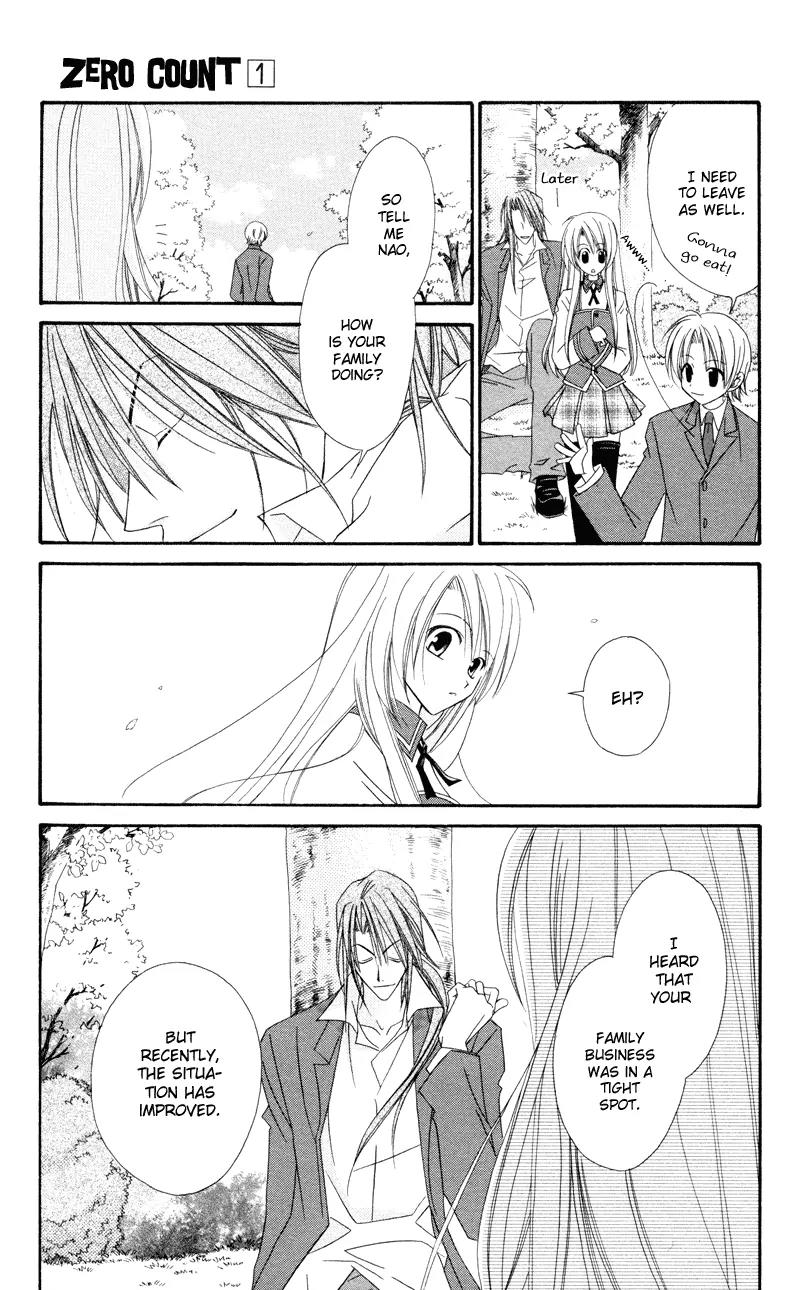 ZERO COUNT 1
I NEED
TO LEAVE
AS WELL.
Gonna
go eat!
Later
Awww...
SO
TELL
ME
NAO,
HOW
IS YOUR
FAMILY
DOING?
EH?
I
HEARD
THAT
YOUR
FAMILY
BUSINESS
WAS IN A
TIGHT
SPOT.
BUT
RECENTLY,
THE SITUA-
TION HAS
IMPROVED.